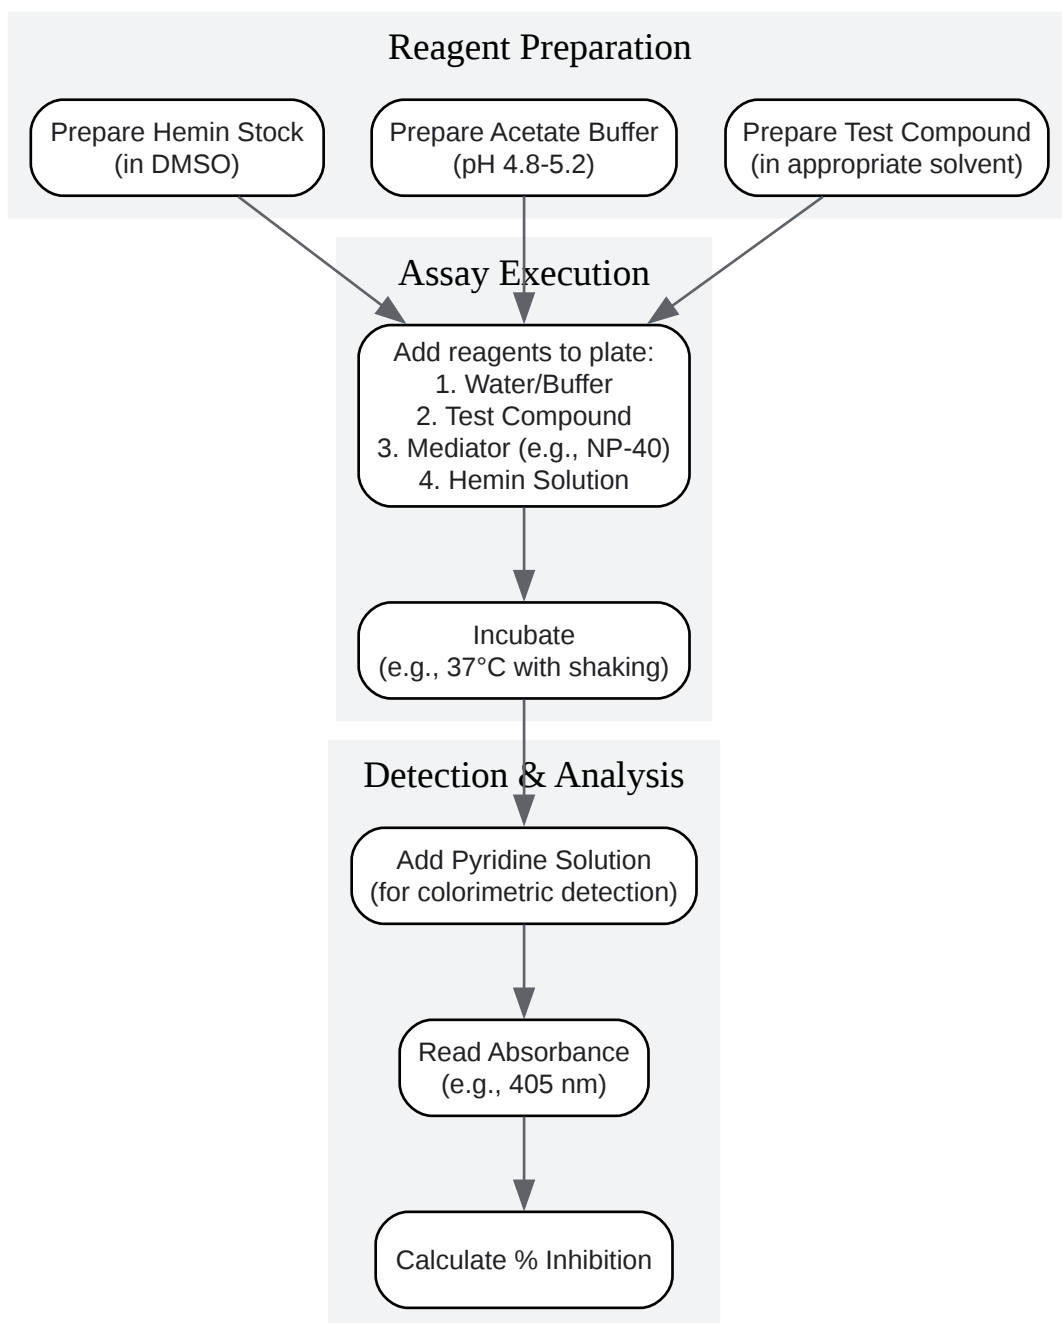 Reagent Preparation
Prepare Hemin Stock
(in DMSO)
Prepare Acetate Buffer
(pH 4.8-5.2)
Prepare Test Compound
(in appropriate solvent)
Assay Execution
Add reagents to plate:
1. Water/Buffer
2. Test Compound
3. Mediator (e.g., NP-40)
4. Hemin Solution
Incubate
(e.g., 37°C with shaking)
Detection & Analysis
Add Pyridine Solution
(for colorimetric detection)
Read Absorbance
(e.g., 405 nm)
Calculate % Inhibition